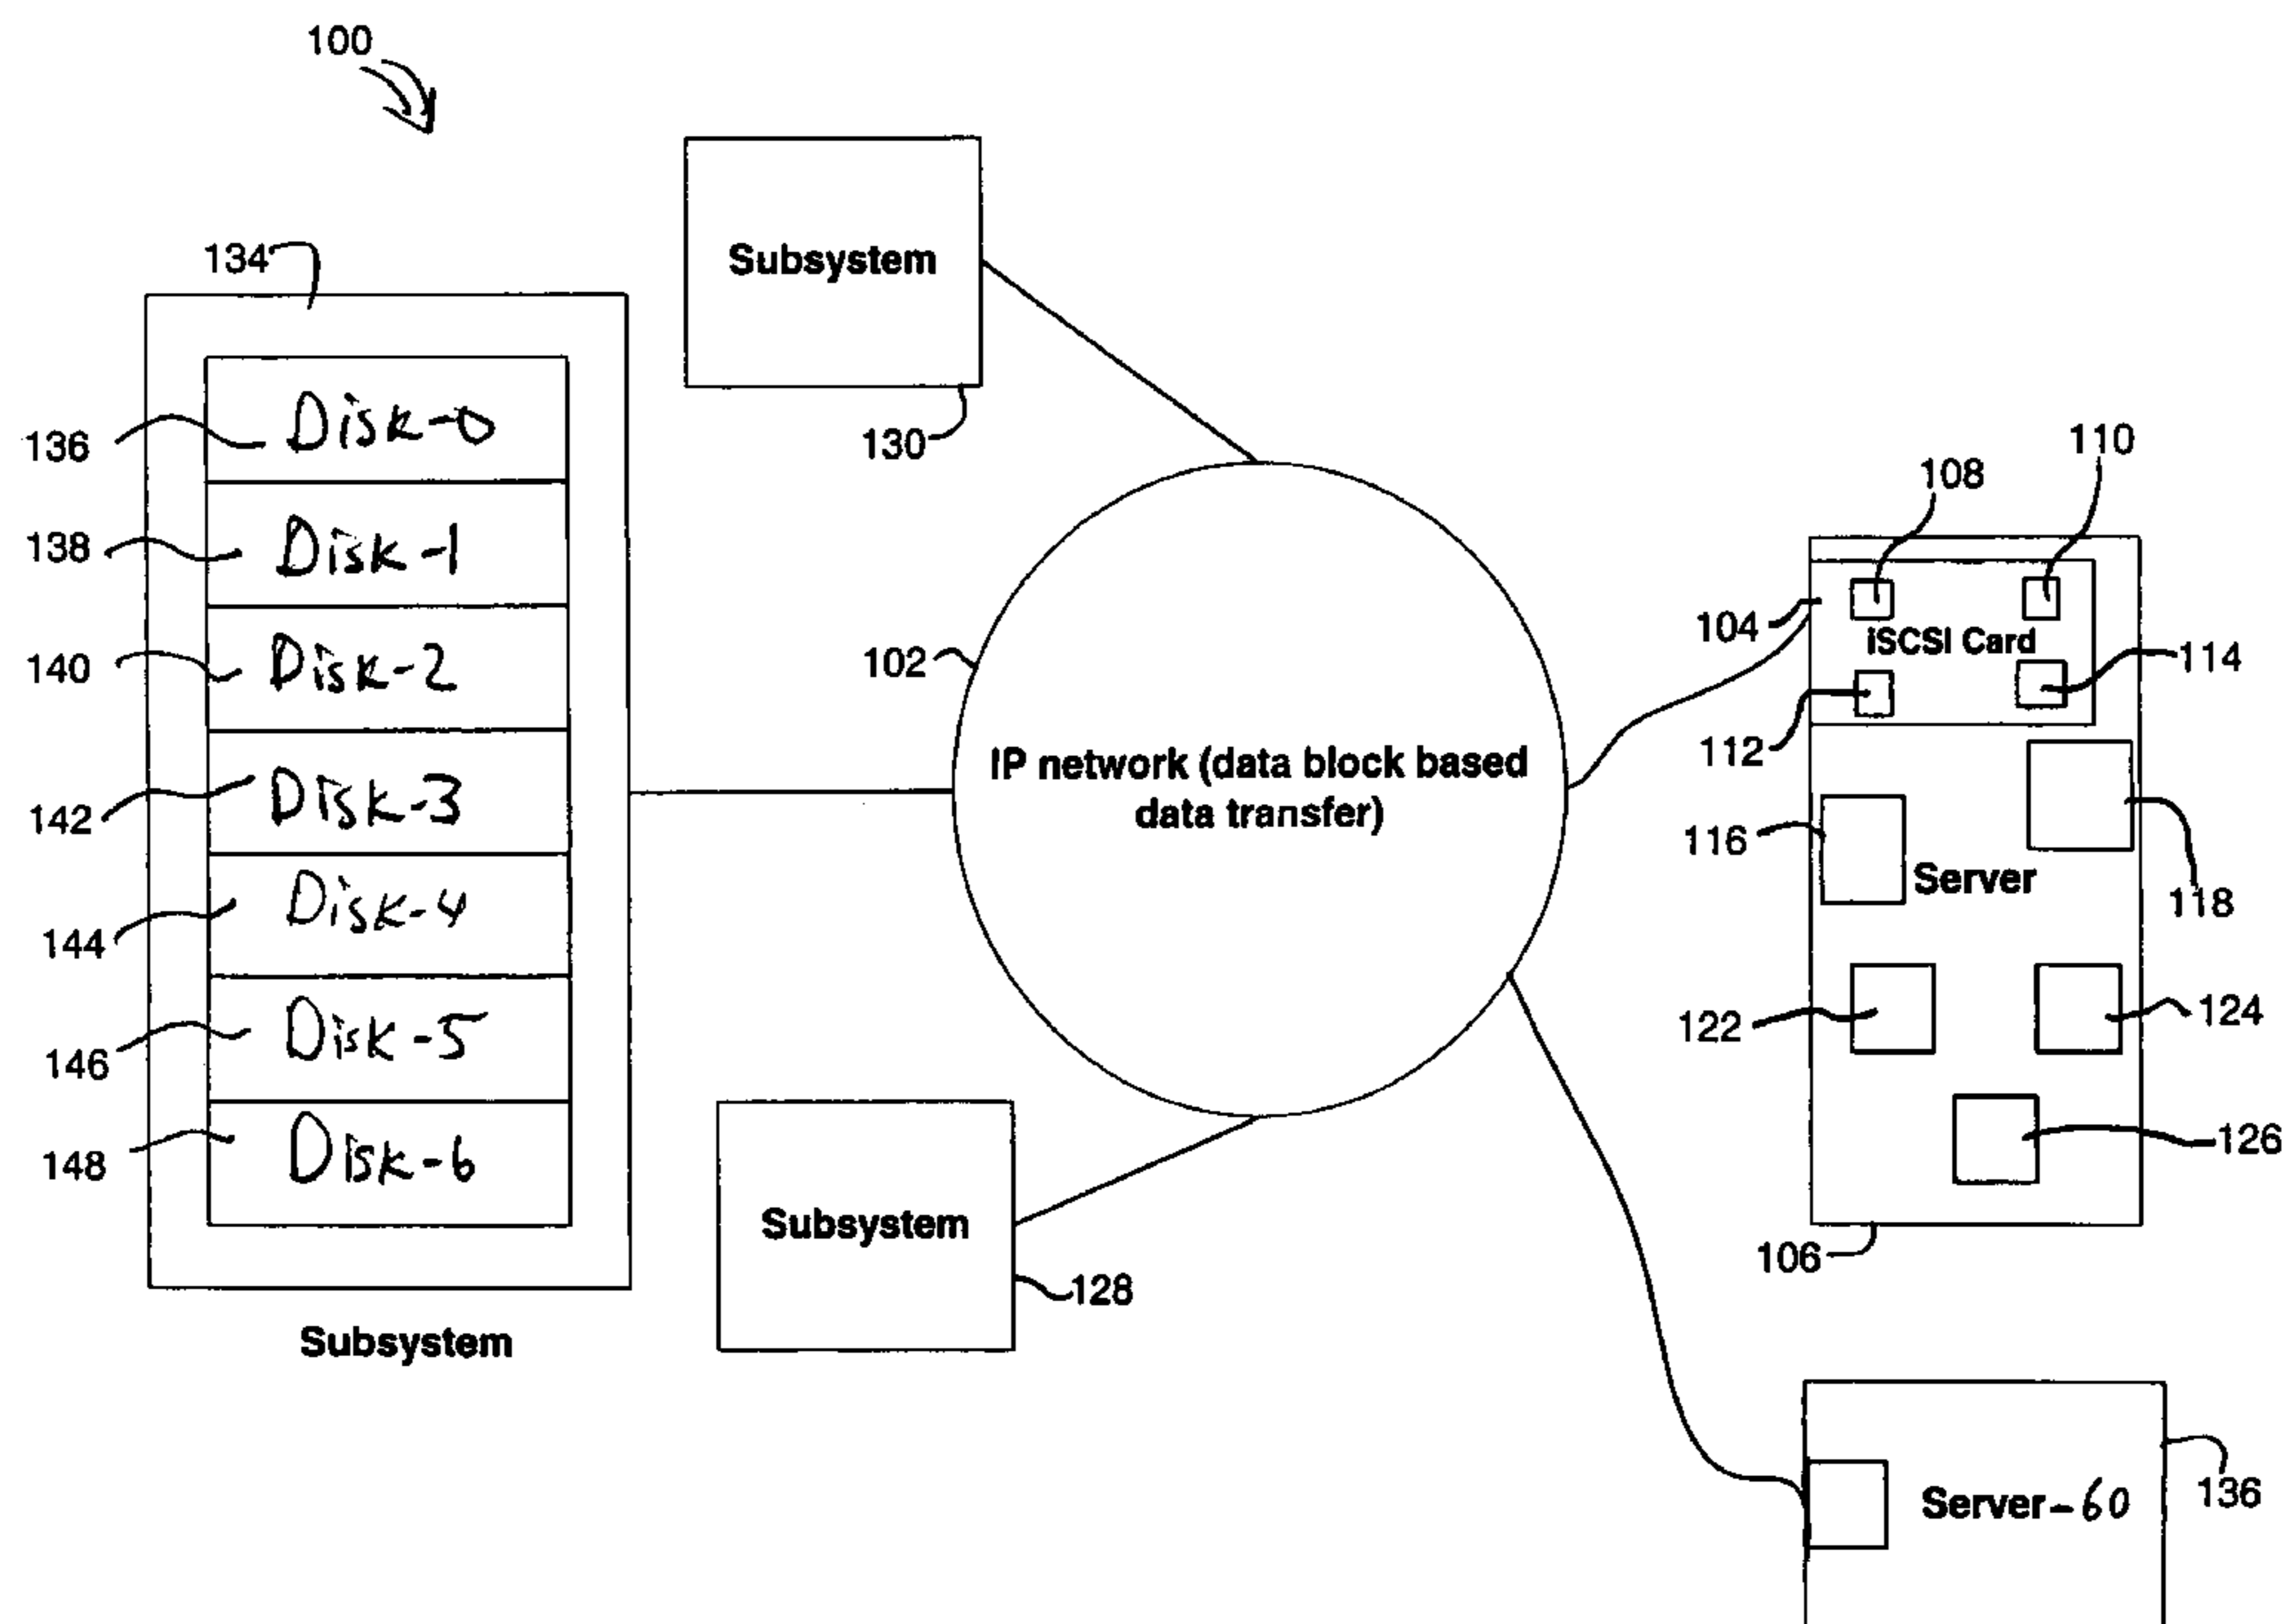 100
134
Subsystem
130
136
Disk-0
138
Disk-1
140
Disk-2
142
Disk-3
144
Disk-4
146
Disk-5
148
Disk-6
Subsystem
102
IP network (data block based
data transfer)
Subsystem
128
108
110
104
iSCSI Card
114
112
116
Server
118
122
124
126
106
Server-60
136